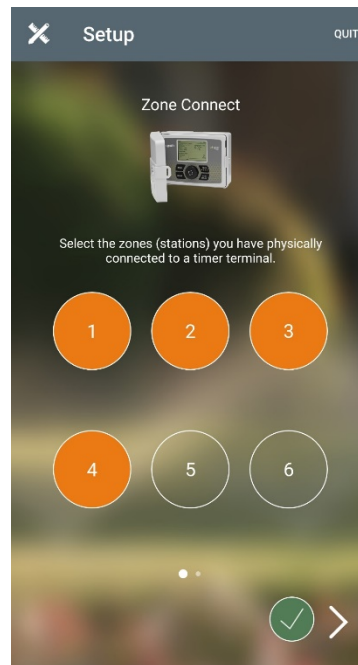 Setup
QUIT
Zone Connect
Select the zones (stations) you have physically
connected to a timer terminal.
1 2 3
4 5 6